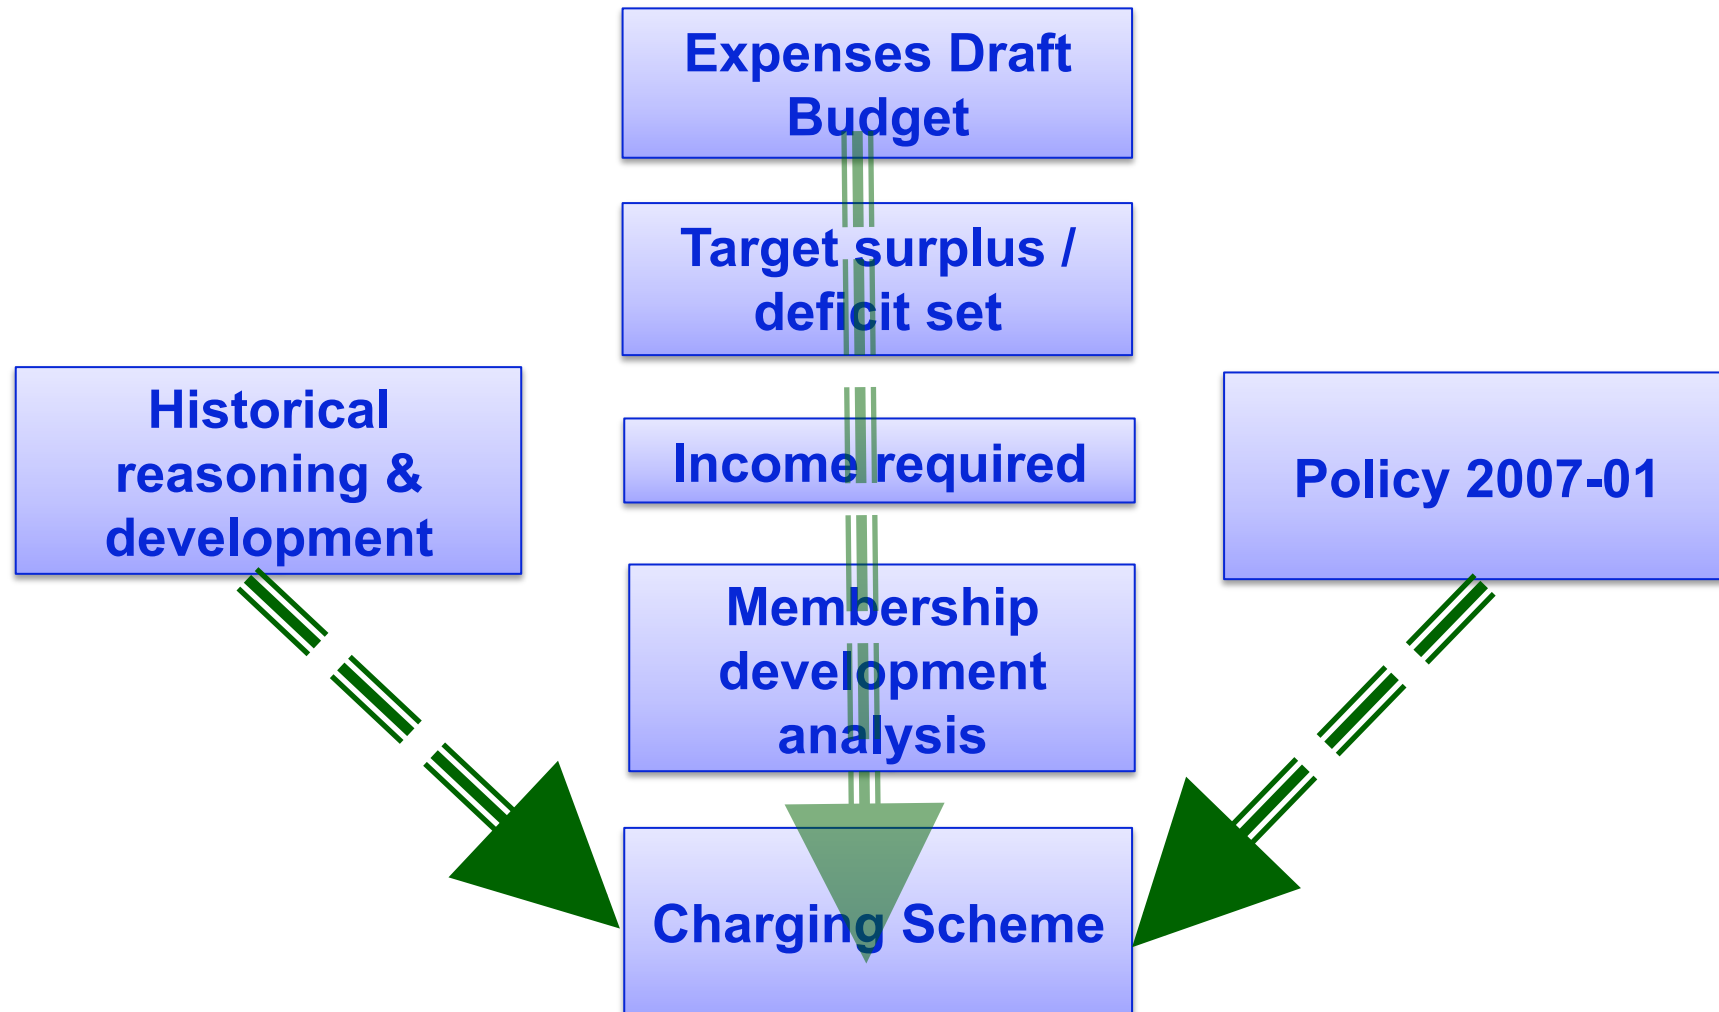 Expenses Draft
Budget
Target surplus /
deficit set
Historical
reasoning &
development
Income required
Policy 2007-01
Membership
development
analysis
Charging Scheme